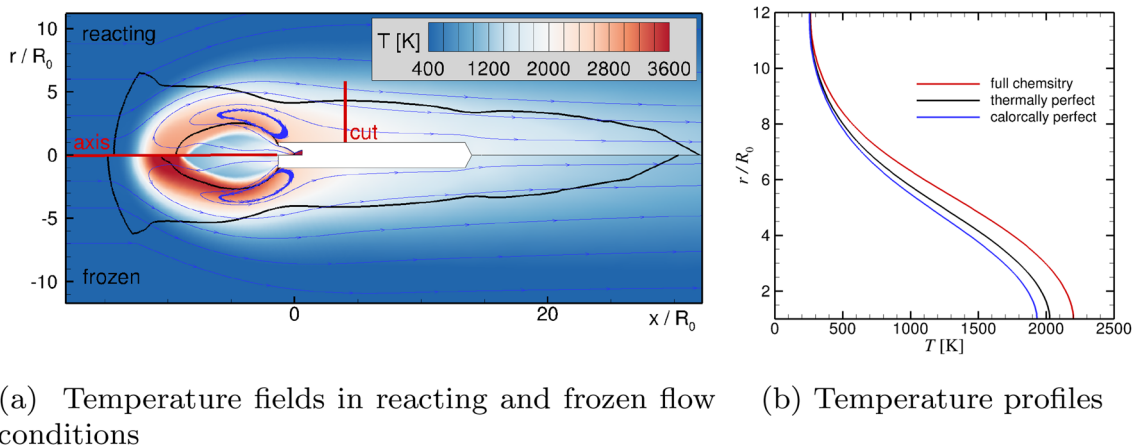 reacting
r / R0
T [K]
400 1200 2000 2800 3600
10
5
axis
cut
0
-5
frozen
-10
0 20
x / R0
12
10
8
6
4
2
r / R0
full chemsitry
thermally perfect
calorcally perfect
0 500 1000 1500 2000 2500
T [K]
(a) Temperature fields in reacting and frozen flow
conditions
(b) Temperature profiles